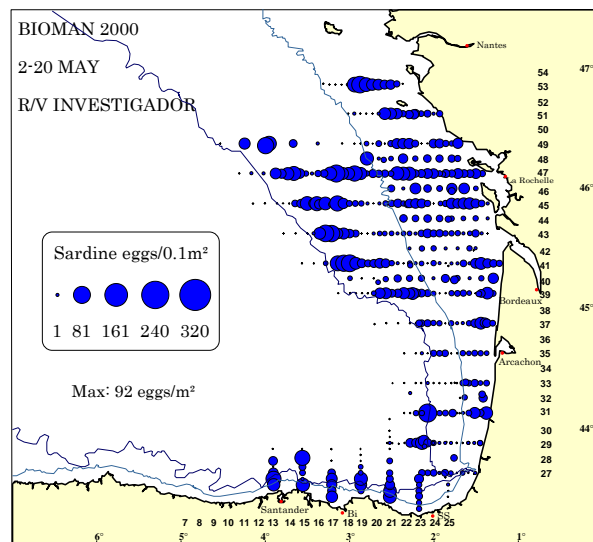 BIOMAN 2000
2-20 MAY
R/V INVESTIGADOR
Nantes
47°
54
53
52
51
50
49
48
47
La Rochelle
46
46°
45
44
43
42
41
40
39
Bordeaux
45°
38
37
36
35
Arcachon
34
33
32
31
30
44°
29
28
27
Sardine eggs/0.1m²
1 81 161 240 320
Max: 92 eggs/m²
Santander
Bi
SS
7 8 9 10 11 12 13 14 15 16 17 18 19 20 21 22 23 24 25
6° 5° 4° 3° 2° 1°